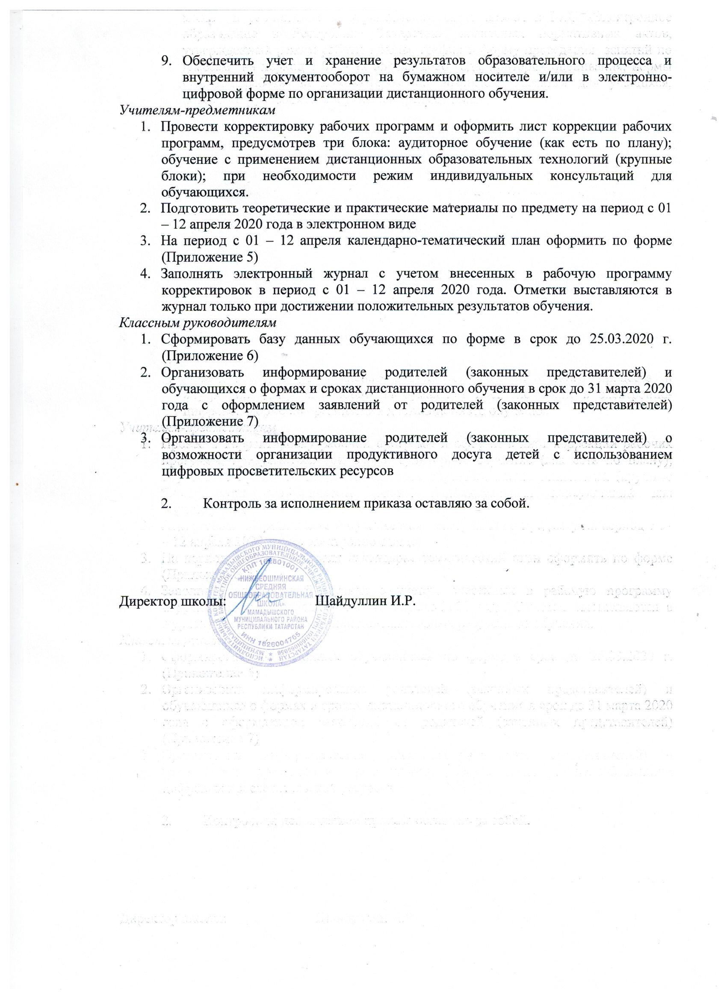 9. Обеспечить учет и хранение результатов образовательного процесса и
внутренний документооборот на бумажном носителе и/или в электронно-
цифровой форме по организации дистанционного обучения.
Учителям-предметникам
1. Провести корректировку рабочих программ и оформить лист коррекции рабочих
программ, предусмотрев три блока: аудиторное обучение (как есть по плану);
обучение с применением дистанционных образовательных технологий (крупные
блоки); при необходимости режим индивидуальных консультаций для
обучающихся.
2. Подготовить теоретические и практические материалы по предмету на период с 01
– 12 апреля 2020 года в электронном виде
3. На период с 01 – 12 апреля календарно-тематический план оформить по форме
(Приложение 5)
4. Заполнять электронный журнал с учетом внесенных в рабочую программу
корректировок в период с 01 – 12 апреля 2020 года. Отметки выставляются в
журнал только при достижении положительных результатов обучения.
Классным руководителям
1. Сформировать базу данных обучающихся по форме в срок до 25.03.2020 г.
(Приложение 6)
2. Организовать информирование родителей (законных представителей) и
обучающихся о формах и сроках дистанционного обучения в срок до 31 марта 2020
года с оформлением заявлений от родителей (законных представителей)
(Приложение 7)
3. Организовать информирование родителей (законных представителей) о
возможности организации продуктивного досуга детей с использованием
цифровых просветительских ресурсов
2. Контроль за исполнением приказа оставляю за собой.
Директор школы: Шайдуллин И.Р.
КПП 162601001
«НИЖНЕОШМИНСКАЯ
СРЕДНЯЯ
ОБЩЕОБРАЗОВАТЕЛЬНАЯ
ШКОЛА»
МАМАДЫШСКОГО
МУНИЦИПАЛЬНОГО РАЙОНА
РЕСПУБЛИКИ ТАТАРСТАН
ИНН 1626004765